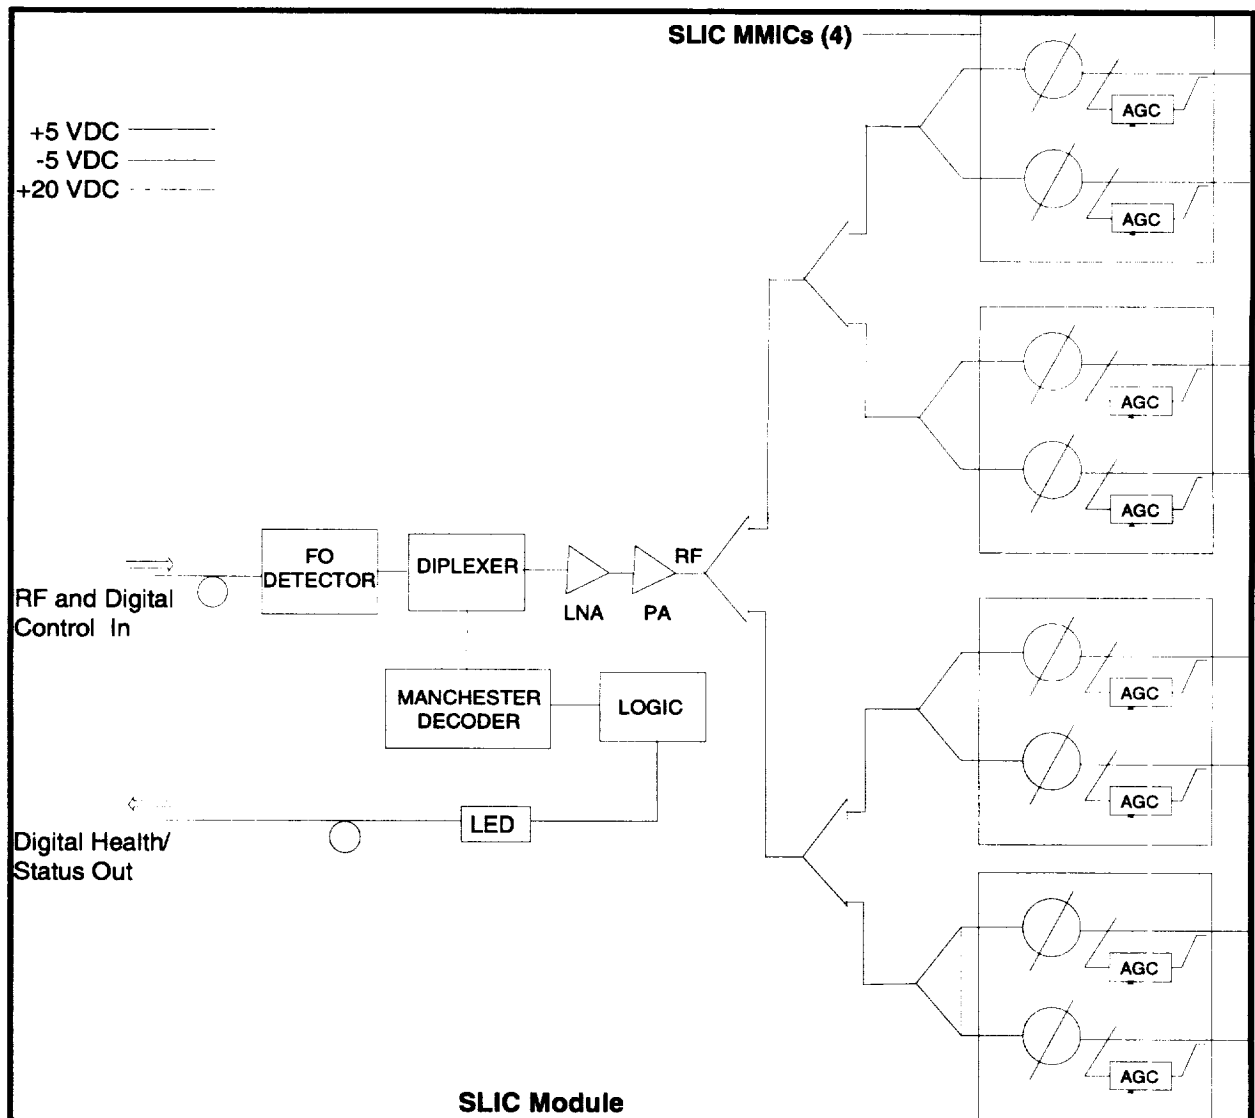 SLIC MMICs (4)
AGC
AGC
+5 VDC
-5 VDC
+20 VDC
AGC
AGC
FO
DETECTOR
DIPLEXER
LNA
PA
RF
RF and Digital
Control In
MANCHESTER
DECODER
LOGIC
AGC
AGC
LED
Digital Health/
Status Out
AGC
AGC
SLIC Module